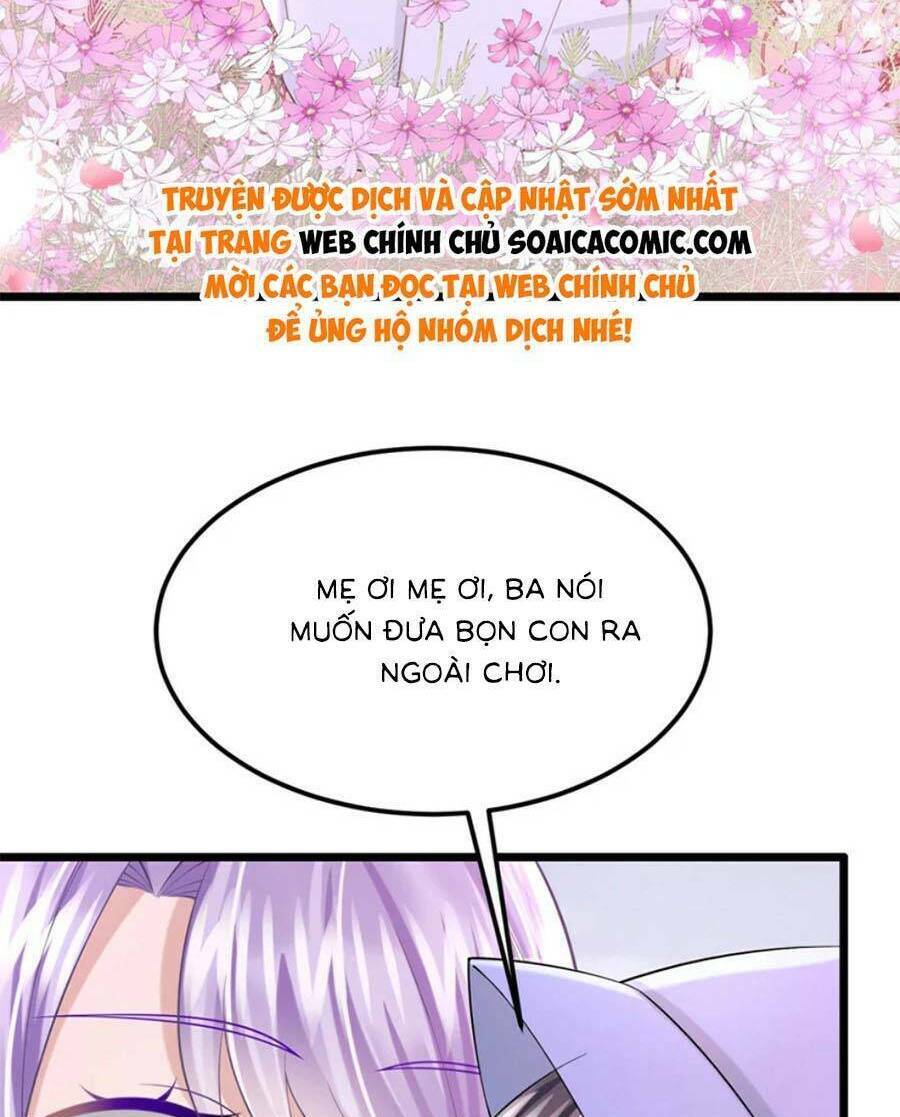 TRUYỆN ĐƯỢC DỊCH VÀ CẬP NHẬT SỚM NHẤT
TẠI TRANG WEB CHÍNH CHỦ SOAICACOMIC.COM
MỜI CÁC BẠN ĐỌC TẠI WEB CHÍNH CHỦ
ĐỂ ỦNG HỘ NHÓM DỊCH NHÉ!
MẸ ƠI MẸ ƠI, BA NÓI
MUỐN ĐƯA BỌN CON RA
NGOÀI CHƠI.